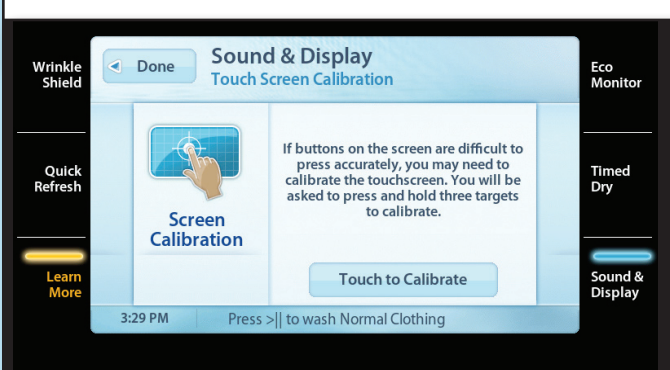 Wrinkle
Shield
Quick
Refresh
Learn
More
Done
Sound & Display
Touch Screen Calibration
Screen
Calibration
If buttons on the screen are difficult to
press accurately, you may need to
calibrate the touchscreen. You will be
asked to press and hold three targets
to calibrate.
Touch to Calibrate
3:29 PM
Press >|| to wash Normal Clothing
Eco
Monitor
Timed
Dry
Sound &
Display